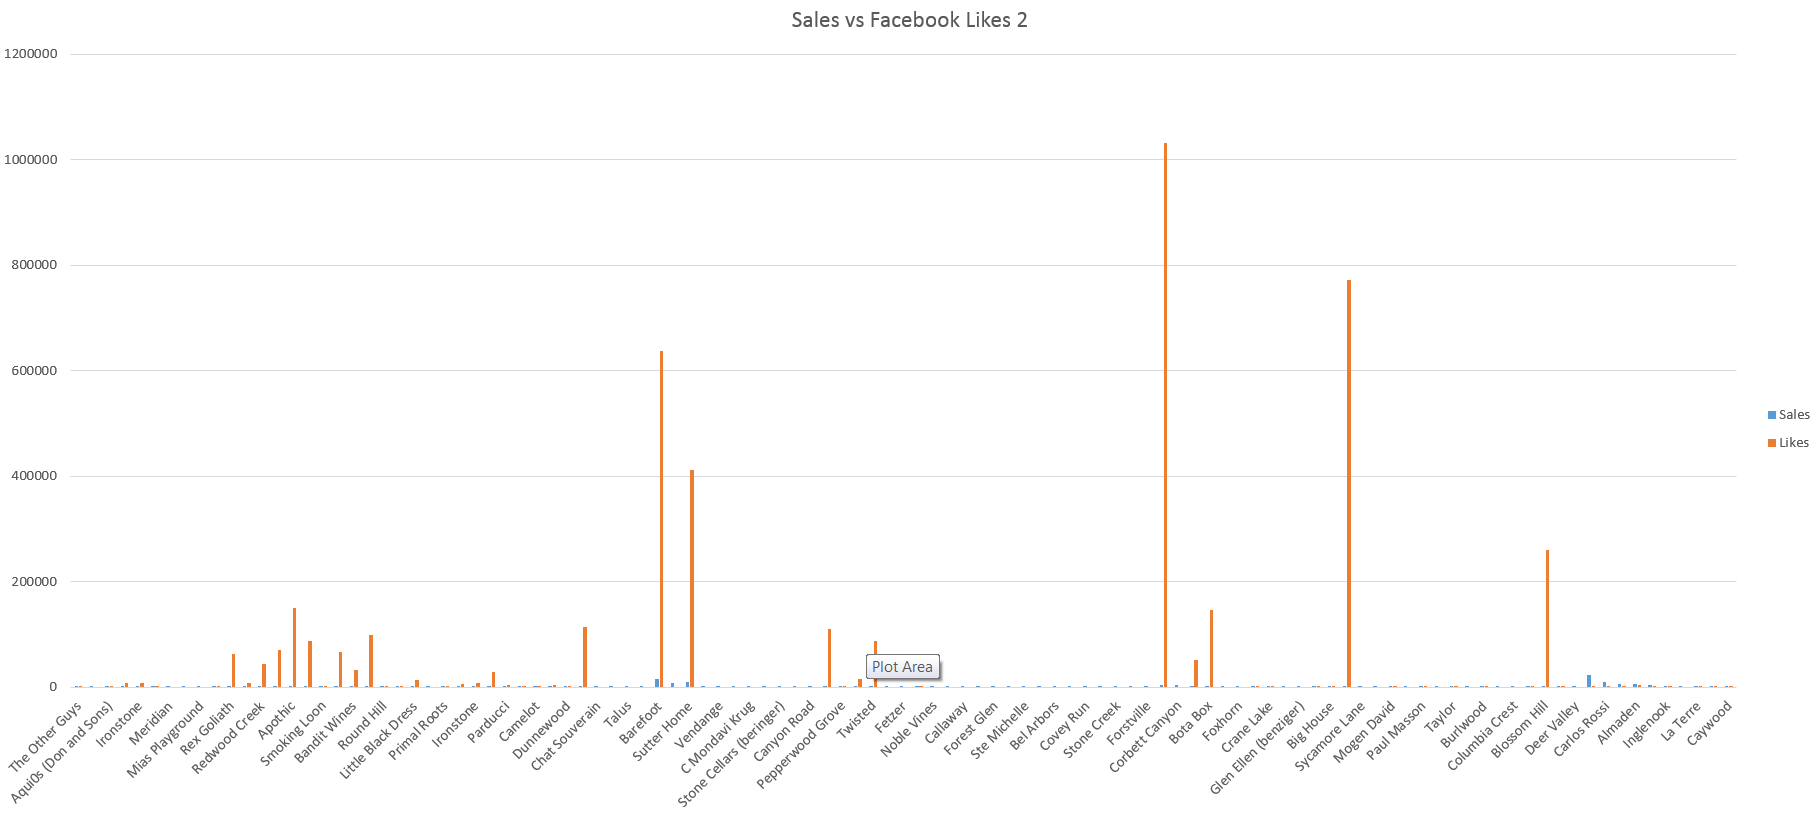 Sales vs Facebook Likes 2
1200000
1000000
800000
600000
400000
200000
0
Sales
Likes
Plot Area
The Other Guys
Aqui0s (Don and Sons)
Ironstone
Meridian
Mias Playground
Rex Goliath
Redwood Creek
Apothic
Smoking Loon
Bandit Wines
Round Hill
Little Black Dress
Primal Roots
Ironstone
Parducci
Camelot
Dunnewood
Chat Souverain
Talus
Barefoot
Sutter Home
Vendange
C Mondavi Krug
Stone Cellars (beringer)
Canyon Road
Pepperwood Grove
Twisted
Fetzer
Noble Vines
Callaway
Forest Glen
Ste Michelle
Bel Arbors
Covey Run
Stone Creek
Forstville
Corbett Canyon
Bota Box
Foxhorn
Crane Lake
Glen Ellen (benziger)
Big House
Sycamore Lane
Mogen David
Paul Masson
Taylor
Burlwood
Columbia Crest
Blossom Hill
Deer Valley
Carlos Rossi
Almaden
Inglenook
La Terre
Caywood